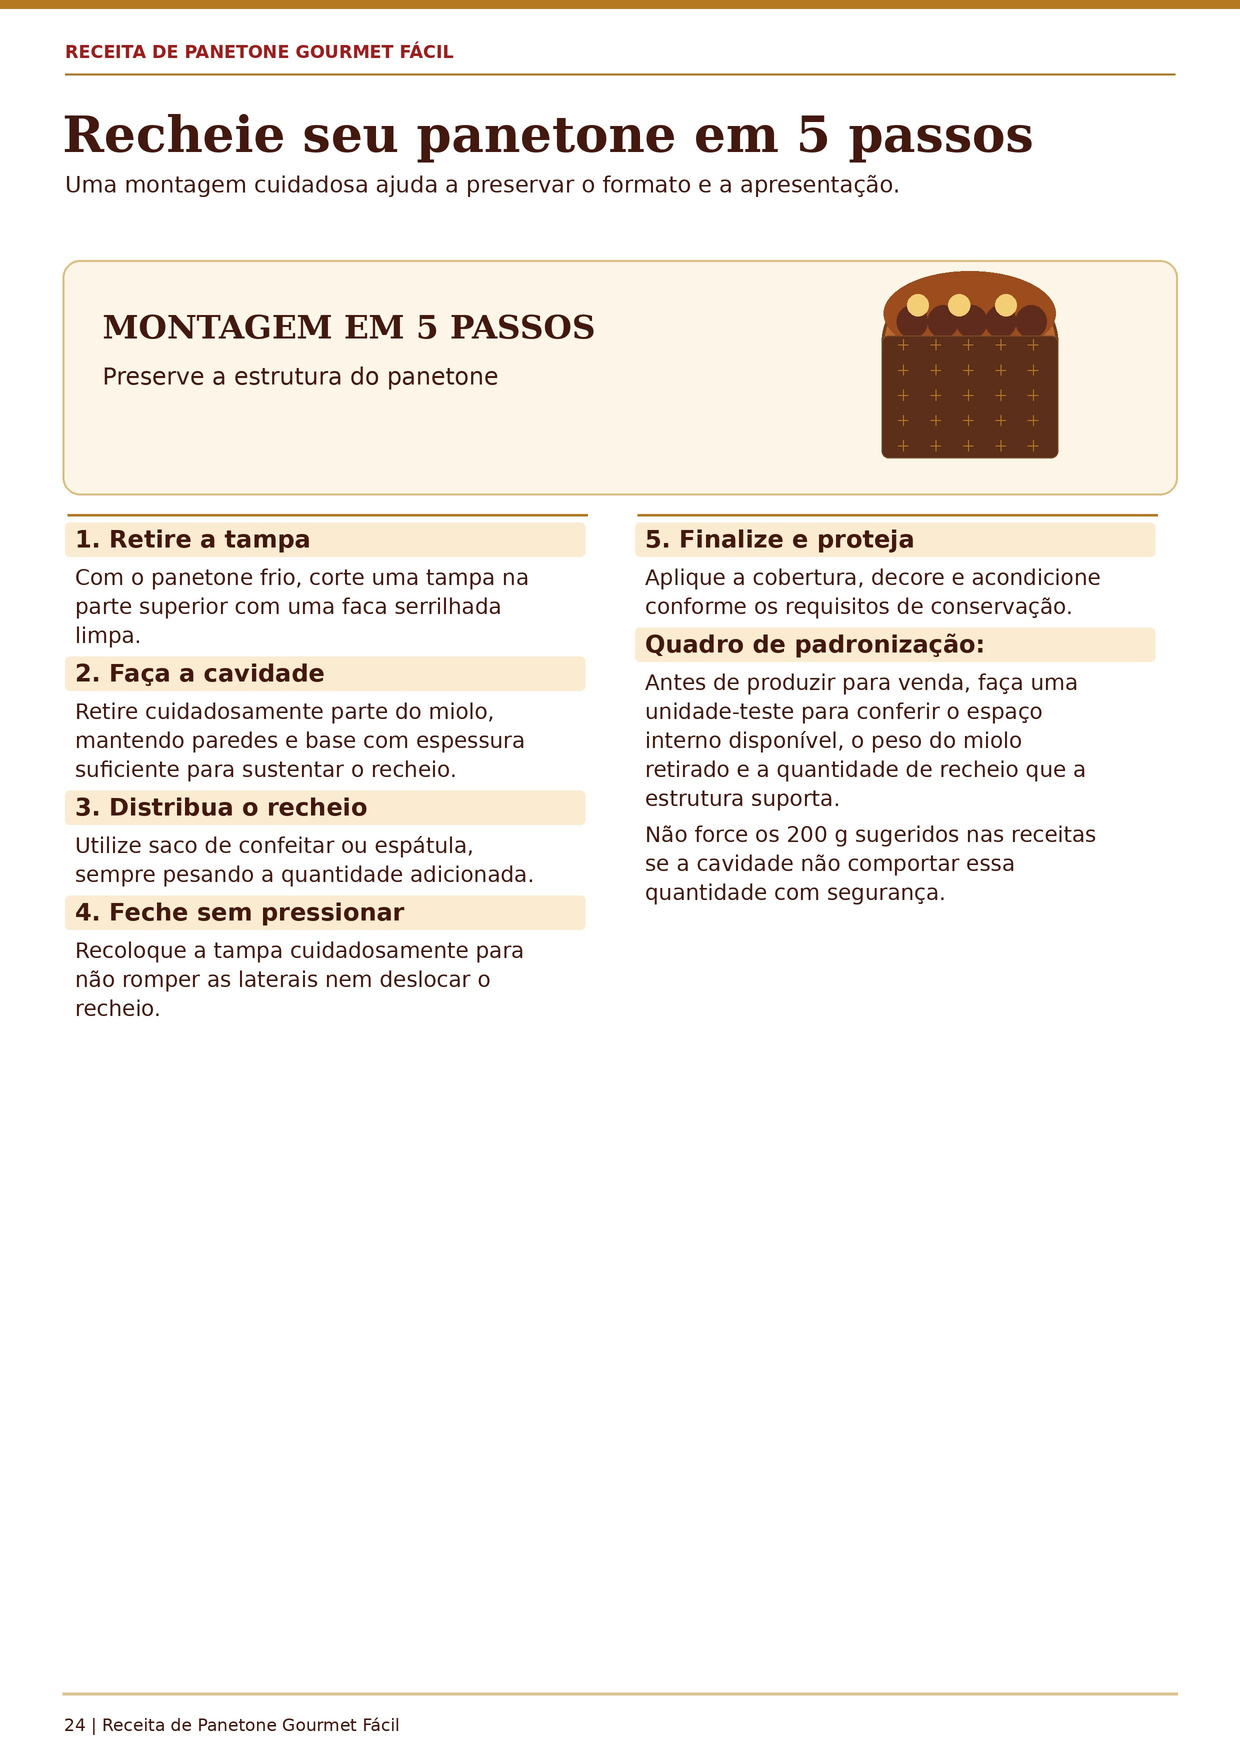 RECEITA DE PANETONE GOURMET FÁCIL
Recheie seu panetone em 5 passos
Uma montagem cuidadosa ajuda a preservar o formato e a apresentação.
MONTAGEM EM 5 PASSOS
Preserve a estrutura do panetone
1. Retire a tampa
Com o panetone frio, corte uma tampa na
parte superior com uma faca serrilhada
limpa.
2. Faça a cavidade
Retire cuidadosamente parte do miolo,
mantendo paredes e base com espessura
suficiente para sustentar o recheio.
3. Distribua o recheio
Utilize saco de confeitar ou espátula,
sempre pesando a quantidade adicionada.
4. Feche sem pressionar
Recoloque a tampa cuidadosamente para
não romper as laterais nem deslocar o
recheio.
5. Finalize e proteja
Aplique a cobertura, decore e acondicione
conforme os requisitos de conservação.
Quadro de padronização:
Antes de produzir para venda, faça uma
unidade-teste para conferir o espaço
interno disponível, o peso do miolo
retirado e a quantidade de recheio que a
estrutura suporta.
Não force os 200 g sugeridos nas receitas
se a cavidade não comportar essa
quantidade com segurança.
24 | Receita de Panetone Gourmet Fácil